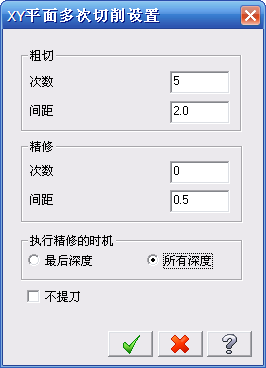 XY平面多次切削设置
粗切
次数 5
间距 2.0
精修
次数 0
间距 0.5
执行精修的时机
最后深度 所有深度
不提刀